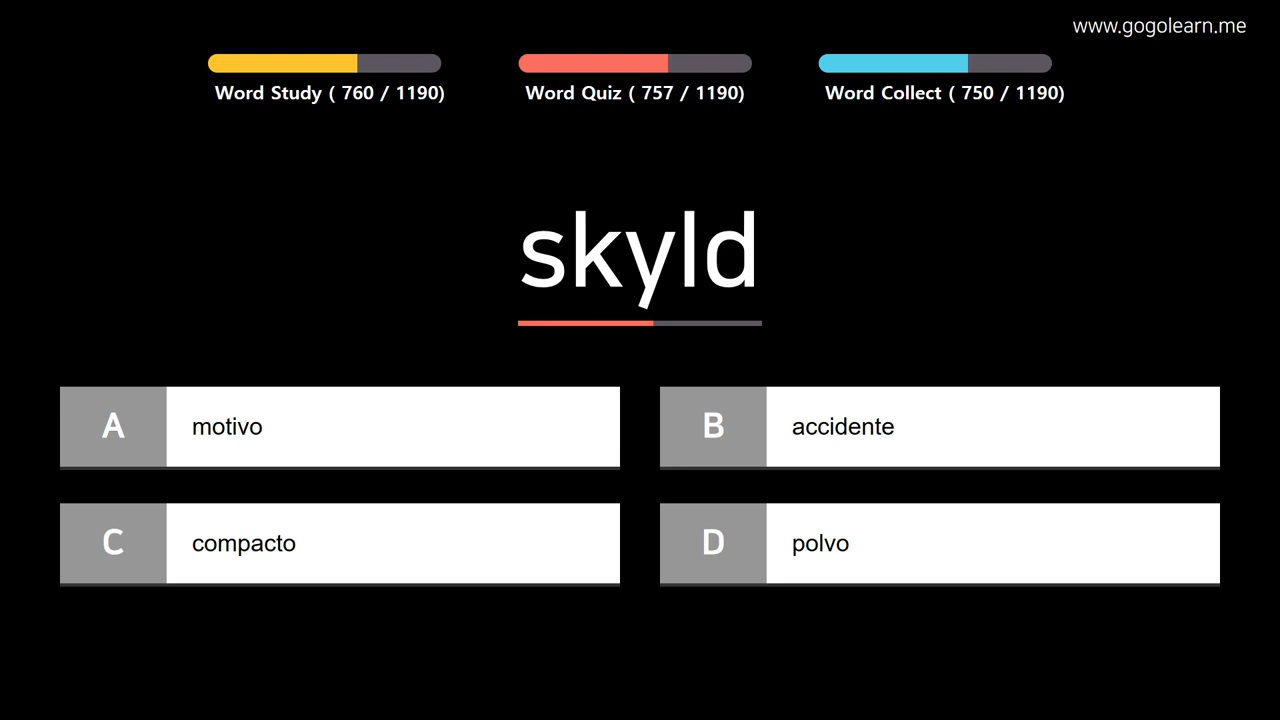 www.gogolearn.me
Word Study ( 760 / 1190)
Word Quiz ( 757 / 1190)
Word Collect ( 750 / 1190)
skyld
A motivo
B accidente
C compacto
D polvo